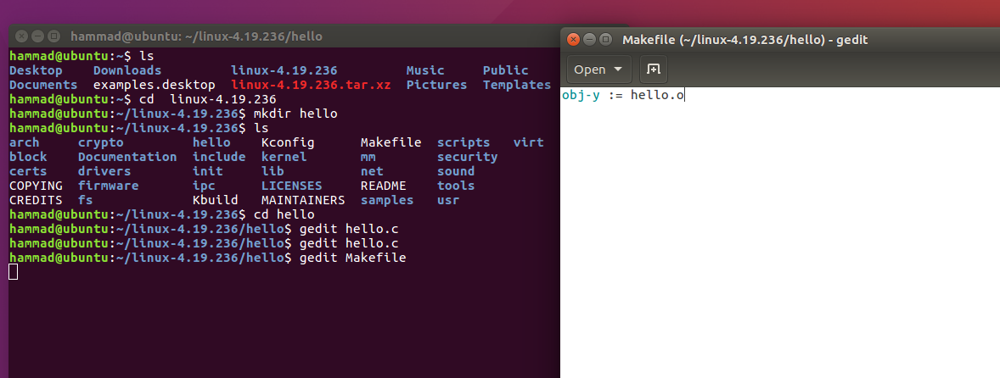 hammad@ubuntu: ~/linux-4.19.236/hello
hammad@ubuntu:~$ ls
Desktop    Downloads         linux-4.19.236         Music     Public
Documents  examples.desktop  linux-4.19.236.tar.xz  Pictures  Templates
hammad@ubuntu:~$ cd  linux-4.19.236
hammad@ubuntu:~/linux-4.19.236$ mkdir hello
hammad@ubuntu:~/linux-4.19.236$ ls
arch     crypto         hello    Kconfig      Makefile  scripts   virt
block    Documentation  include  kernel       mm        security
certs    drivers        init     lib          net       sound
COPYING  firmware       ipc      LICENSES     README    tools
CREDITS  fs             Kbuild   MAINTAINERS  samples   usr
hammad@ubuntu:~/linux-4.19.236$ cd hello
hammad@ubuntu:~/linux-4.19.236/hello$ gedit hello.c
hammad@ubuntu:~/linux-4.19.236/hello$ gedit hello.c
hammad@ubuntu:~/linux-4.19.236/hello$ gedit Makefile
Makefile (~/linux-4.19.236/hello) - gedit
Open
obj-y := hello.o